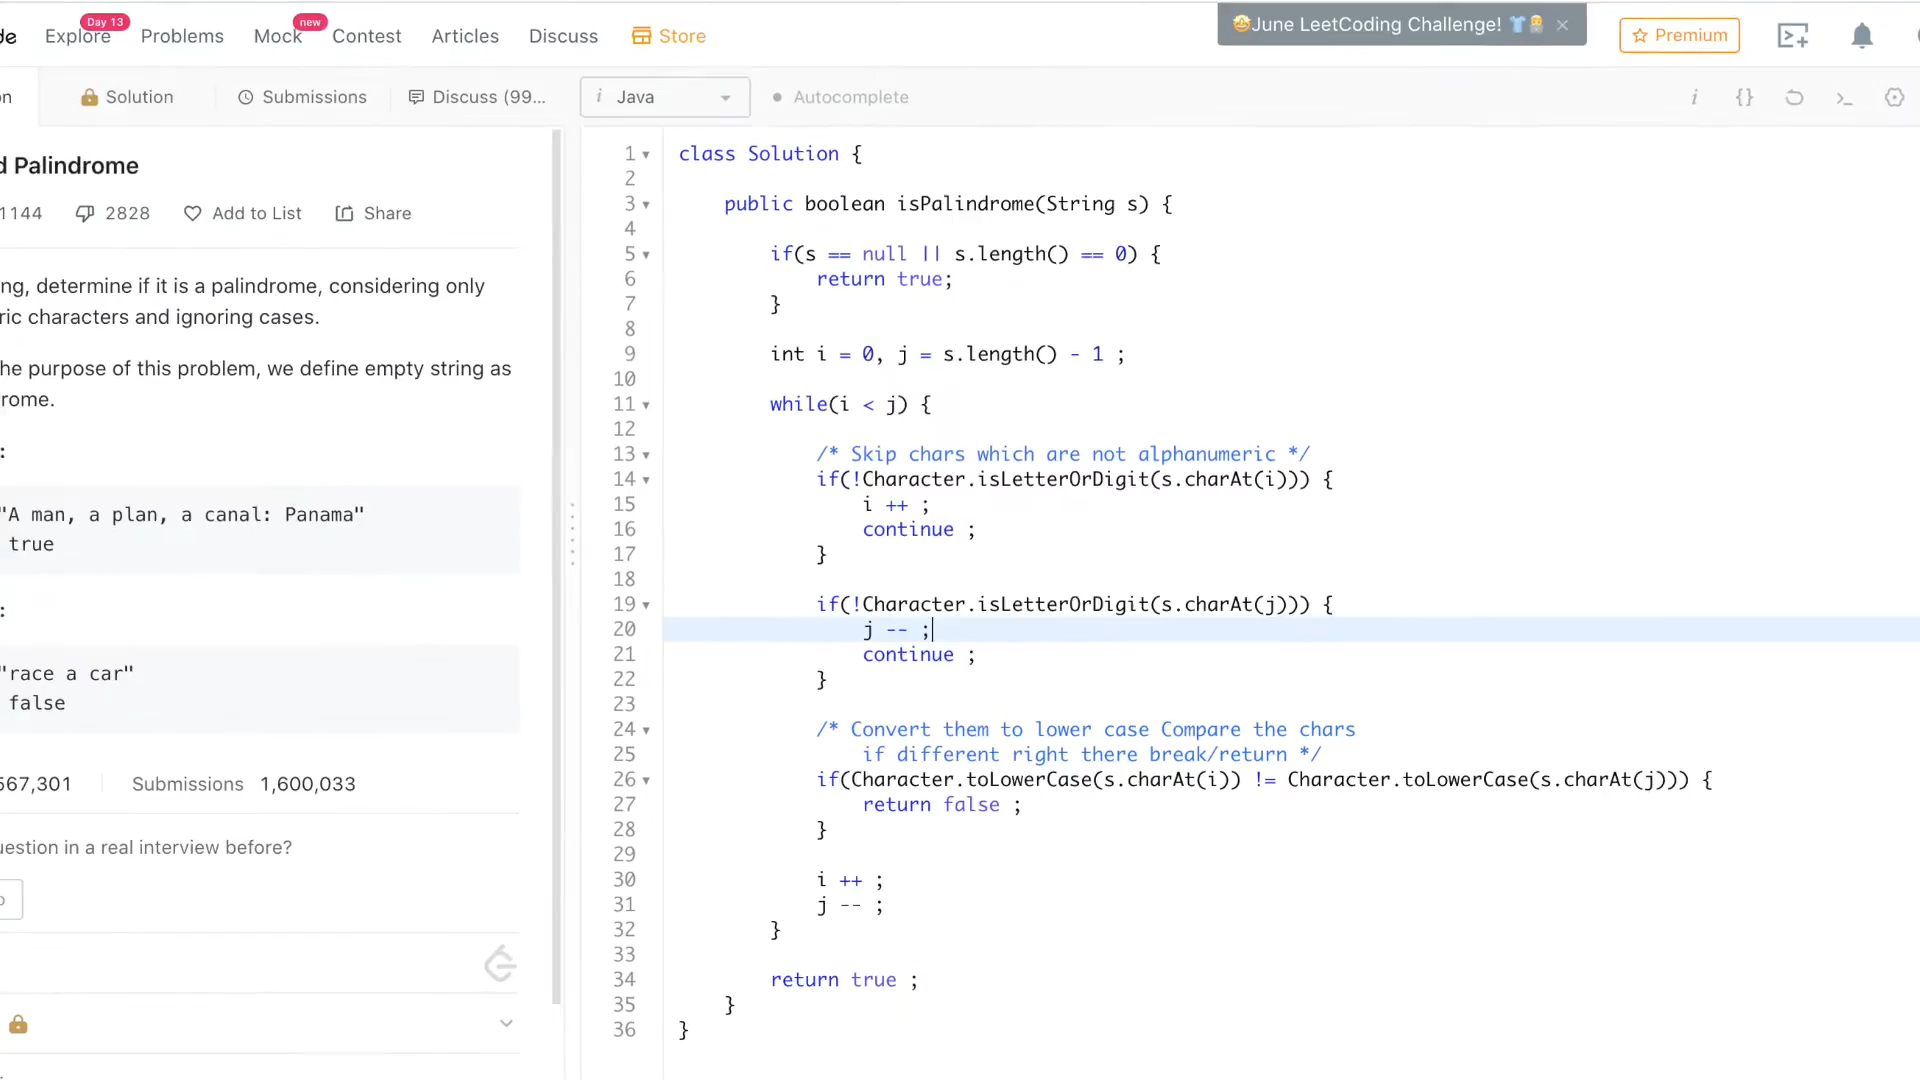 de
Explore
Day 13
Problems
Mock
new
Contest
Articles
Discuss
Store
🤩June LeetCoding Challenge! 👕
Premium
on
Solution
Submissions
Discuss (99...
i Java
Autocomplete
d Palindrome
1144
2828
Add to List
Share
ng, determine if it is a palindrome, considering only
ric characters and ignoring cases.
he purpose of this problem, we define empty string as
rome.
:
"A man, a plan, a canal: Panama"
true
:
"race a car"
false
567,301
Submissions 1,600,033
uestion in a real interview before?
o
1 class Solution {
2
3 public boolean isPalindrome(String s) {
4
5 if(s == null || s.length() == 0) {
6 return true;
7 }
8
9 int i = 0, j = s.length() - 1 ;
10
11 while(i < j) {
12
13 /* Skip chars which are not alphanumeric */
14 if(!Character.isLetterOrDigit(s.charAt(i))) {
15 i ++ ;
16 continue ;
17 }
18
19 if(!Character.isLetterOrDigit(s.charAt(j))) {
20 j -- ;
21 continue ;
22 }
23
24 /* Convert them to lower case Compare the chars
25 if different right there break/return */
26 if(Character.toLowerCase(s.charAt(i)) != Character.toLowerCase(s.charAt(j))) {
27 return false ;
28 }
29
30 i ++ ;
31 j -- ;
32 }
33
34 return true ;
35 }
36 }